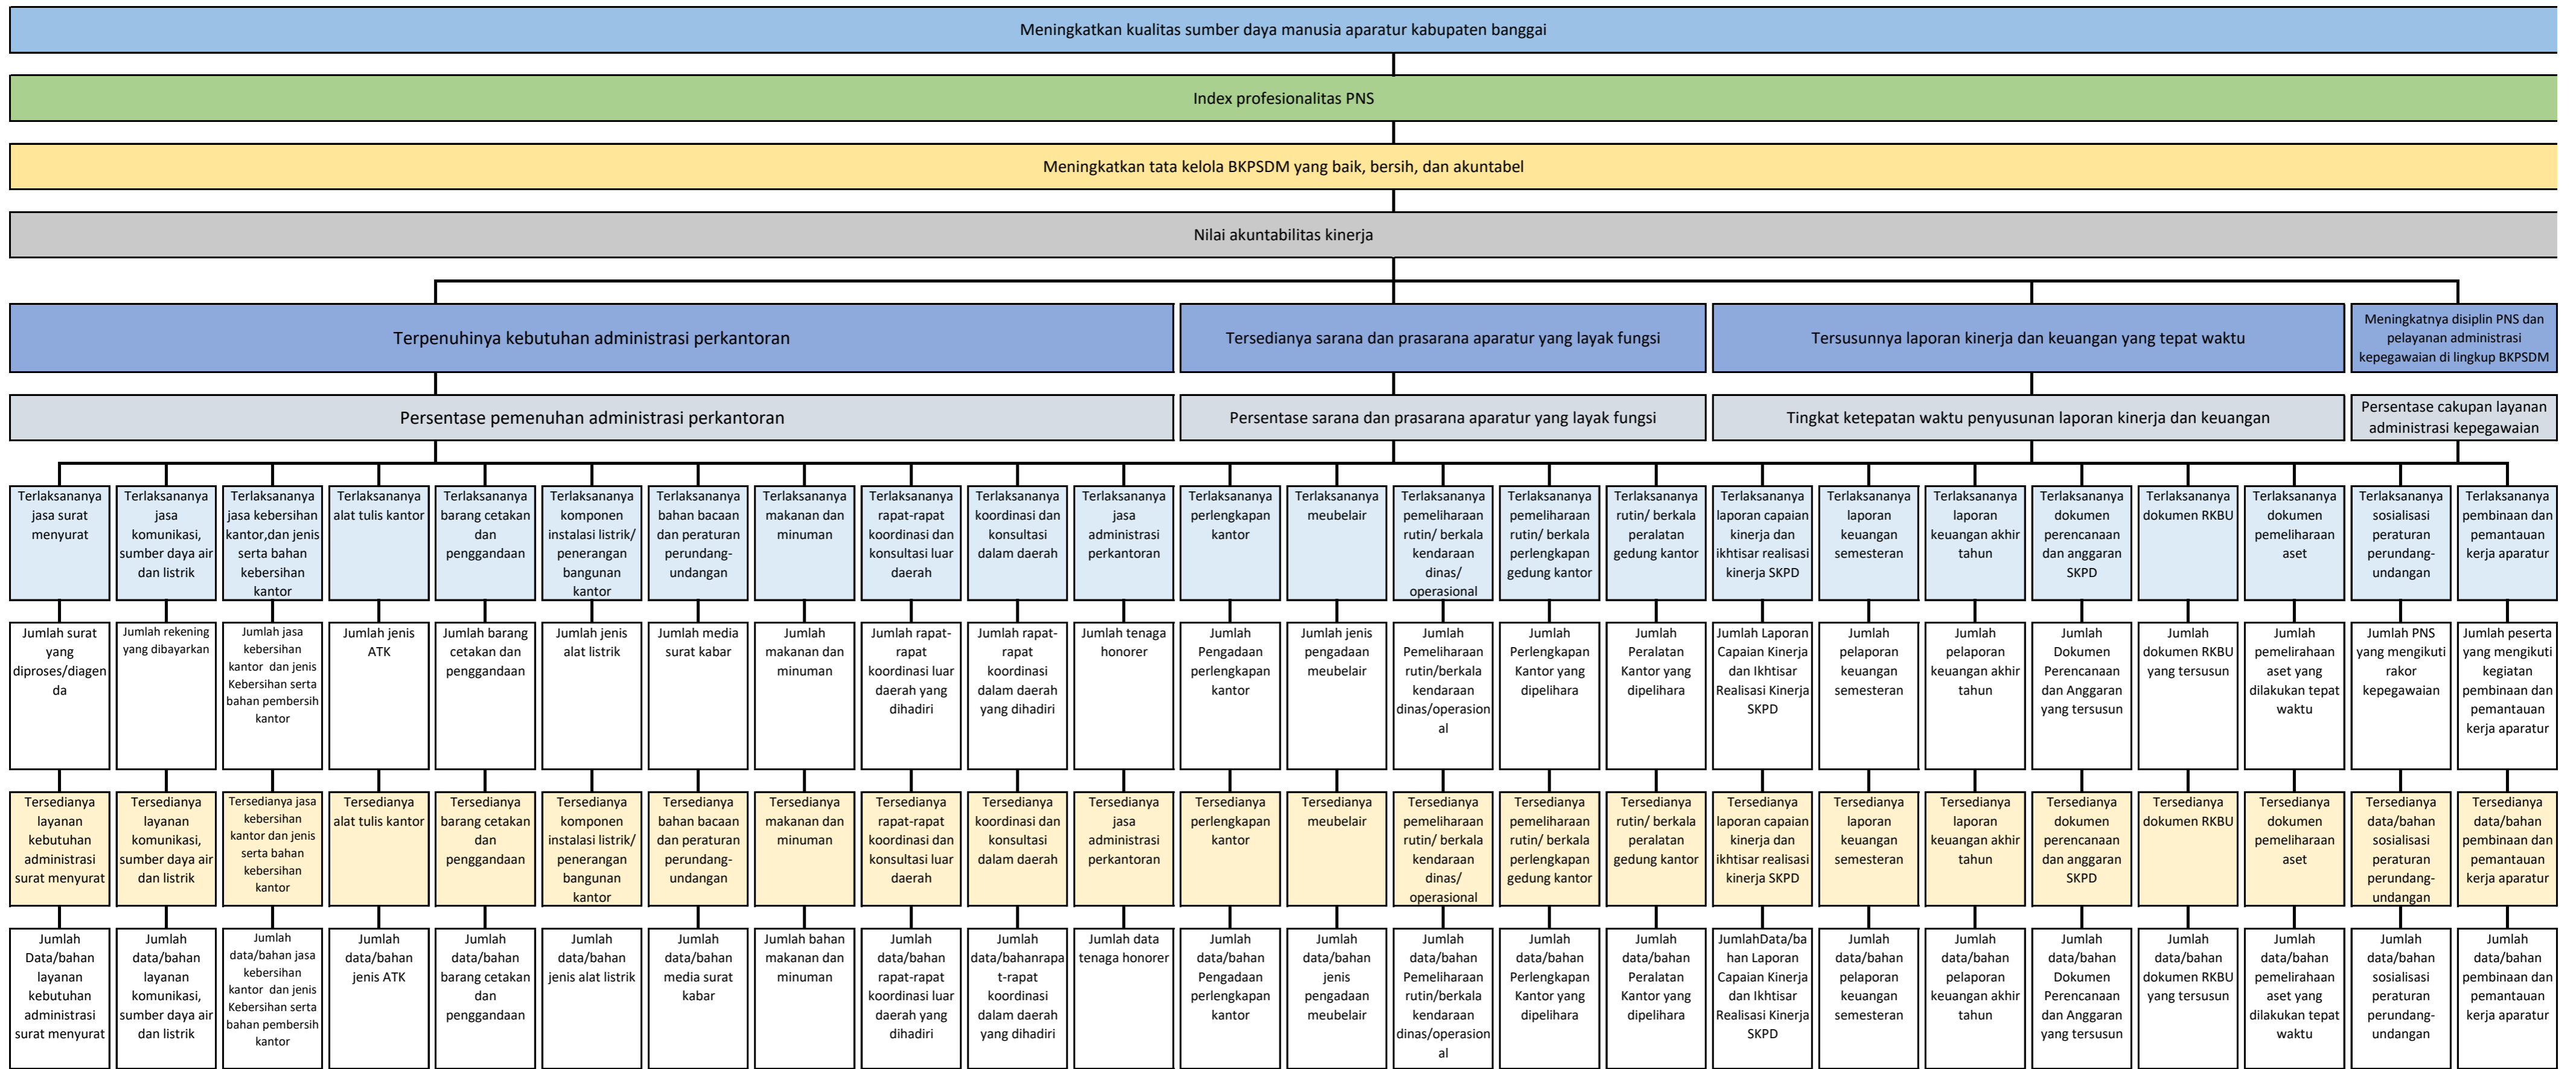 Meningkatkan kualitas sumber daya manusia aparatur kabupaten banggai
Index profesionalitas PNS
Meningkatkan tata kelola BKPSDM yang baik, bersih, dan akuntabel
Nilai akuntabilitas kinerja
Terpenuhinya kebutuhan administrasi perkantoran
Tersedianya sarana dan prasarana aparatur yang layak fungsi
Tersusunnya laporan kinerja dan keuangan yang tepat waktu
Meningkatnya disiplin PNS dan
pelayanan administrasi
kepegawaian di lingkup BKPSDM
Persentase pemenuhan administrasi perkantoran
Persentase sarana dan prasarana aparatur yang layak fungsi
Tingkat ketepatan waktu penyusunan laporan kinerja dan keuangan
Persentase cakupan layanan
administrasi kepegawaian
Terlaksananya
jasa surat
menyurat
Terlaksananya
jasa
komunikasi,
sumber daya air
dan listrik
Terlaksananya
jasa kebersihan
kantor,dan jenis
serta bahan
kebersihan
kantor
Terlaksananya
alat tulis kantor
Terlaksananya
barang cetakan
dan
penggandaan
Terlaksananya
komponen
instalasi listrik/
penerangan
bangunan
kantor
Terlaksananya
bahan bacaan
dan peraturan
perundang-
undangan
Terlaksananya
makanan dan
minuman
Terlaksananya
rapat-rapat
koordinasi dan
konsultasi luar
daerah
Terlaksananya
koordinasi dan
konsultasi
dalam daerah
Terlaksananya
jasa
administrasi
perkantoran
Terlaksananya
perlengkapan
kantor
Terlaksananya
meubelair
Terlaksananya
pemeliharaan
rutin/ berkala
kendaraan
dinas/
operasional
Terlaksananya
pemeliharaan
rutin/ berkala
perlengkapan
gedung kantor
Terlaksananya
rutin/ berkala
peralatan
gedung kantor
Terlaksananya
laporan capaian
kinerja dan
ikhtisar realisasi
kinerja SKPD
Terlaksananya
laporan
keuangan
semesteran
Terlaksananya
laporan
keuangan akhir
tahun
Terlaksananya
dokumen
perencanaan
dan anggaran
SKPD
Terlaksananya
dokumen RKBU
Terlaksananya
dokumen
pemeliharaan
aset
Terlaksananya
sosialisasi
peraturan
perundang-
undangan
Terlaksananya
pembinaan dan
pemantauan
kerja aparatur
Jumlah surat
yang
diproses/diagen
da
Jumlah rekening
yang dibayarkan
Jumlah jasa
kebersihan
kantor dan jenis
Kebersihan serta
bahan pembersih
kantor
Jumlah jenis
ATK
Jumlah barang
cetakan dan
penggandaan
Jumlah jenis
alat listrik
Jumlah media
surat kabar
Jumlah
makanan dan
minuman
Jumlah rapat-
rapat
koordinasi luar
daerah yang
dihadiri
Jumlah rapat-
rapat
koordinasi
dalam daerah
yang dihadiri
Jumlah tenaga
honorer
Jumlah
Pengadaan
perlengkapan
kantor
Jumlah jenis
pengadaan
meubelair
Jumlah
Pemeliharaan
rutin/berkala
kendaraan
dinas/operasion
al
Jumlah
Perlengkapan
Kantor yang
dipelihara
Jumlah
Peralatan
Kantor yang
dipelihara
Jumlah Laporan
Capaian Kinerja
dan Ikhtisar
Realisasi Kinerja
SKPD
Jumlah
pelaporan
keuangan
semesteran
Jumlah
pelaporan
keuangan akhir
tahun
Jumlah
Dokumen
Perencanaan
dan Anggaran
yang tersusun
Jumlah
dokumen RKBU
yang tersusun
Jumlah
pemelirahaan
aset yang
dilakukan tepat
waktu
Jumlah PNS
yang mengikuti
rakor
kepegawaian
Jumlah peserta
yang mengikuti
kegiatan
pembinaan dan
pemantauan
kerja aparatur
Tersedianya
layanan
kebutuhan
administrasi
surat menyurat
Tersedianya
layanan
komunikasi,
sumber daya air
dan listrik
Tersedianya jasa
kebersihan
kantor dan jenis
serta bahan
kebersihan
kantor
Tersedianya
alat tulis kantor
Tersedianya
barang cetakan
dan
penggandaan
Tersedianya
komponen
instalasi listrik/
penerangan
bangunan
kantor
Tersedianya
bahan bacaan
dan peraturan
perundang-
undangan
Tersedianya
makanan dan
minuman
Tersedianya
rapat-rapat
koordinasi dan
konsultasi luar
daerah
Tersedianya
koordinasi dan
konsultasi
dalam daerah
Tersedianya
jasa
administrasi
perkantoran
Tersedianya
perlengkapan
kantor
Tersedianya
meubelair
Tersedianya
pemeliharaan
rutin/ berkala
kendaraan
dinas/
operasional
Tersedianya
pemeliharaan
rutin/ berkala
perlengkapan
gedung kantor
Tersedianya
rutin/ berkala
peralatan
gedung kantor
Tersedianya
laporan capaian
kinerja dan
ikhtisar realisasi
kinerja SKPD
Tersedianya
laporan
keuangan
semesteran
Tersedianya
laporan
keuangan akhir
tahun
Tersedianya
dokumen
perencanaan
dan anggaran
SKPD
Tersedianya
dokumen RKBU
Tersedianya
dokumen
pemeliharaan
aset
Tersedianya
data/bahan
sosialisasi
peraturan
perundang-
undangan
Tersedianya
data/bahan
pembinaan dan
pemantauan
kerja aparatur
Jumlah
Data/bahan
layanan
kebutuhan
administrasi
surat menyurat
Jumlah
data/bahan
layanan
komunikasi,
sumber daya air
dan listrik
Jumlah
data/bahan jasa
kebersihan
kantor dan jenis
Kebersihan serta
bahan pembersih
kantor
Jumlah
data/bahan
jenis ATK
Jumlah
data/bahan
barang cetakan
dan
penggandaan
Jumlah
data/bahan
jenis alat listrik
Jumlah
data/bahan
media surat
kabar
Jumlah bahan
makanan dan
minuman
Jumlah
data/bahan
rapat-rapat
koordinasi luar
daerah yang
dihadiri
Jumlah
data/bahanrapa
t-rapat
koordinasi
dalam daerah
yang dihadiri
Jumlah data
tenaga honorer
Jumlah
data/bahan
Pengadaan
perlengkapan
kantor
Jumlah
data/bahan
jenis
pengadaan
meubelair
Jumlah
data/bahan
Pemeliharaan
rutin/berkala
kendaraan
dinas/operasion
al
Jumlah
data/bahan
Perlengkapan
Kantor yang
dipelihara
Jumlah
data/bahan
Peralatan
Kantor yang
dipelihara
JumlahData/ba
han Laporan
Capaian Kinerja
dan Ikhtisar
Realisasi Kinerja
SKPD
Jumlah
data/bahan
pelaporan
keuangan
semesteran
Jumlah
data/bahan
pelaporan
keuangan akhir
tahun
Jumlah
data/bahan
Dokumen
Perencanaan
dan Anggaran
yang tersusun
Jumlah
data/bahan
dokumen RKBU
yang tersusun
Jumlah
data/bahan
pemelirahaan
aset yang
dilakukan tepat
waktu
Jumlah
data/bahan
sosialisasi
peraturan
perundang-
undangan
Jumlah
data/bahan
pembinaan dan
pemantauan
kerja aparatur